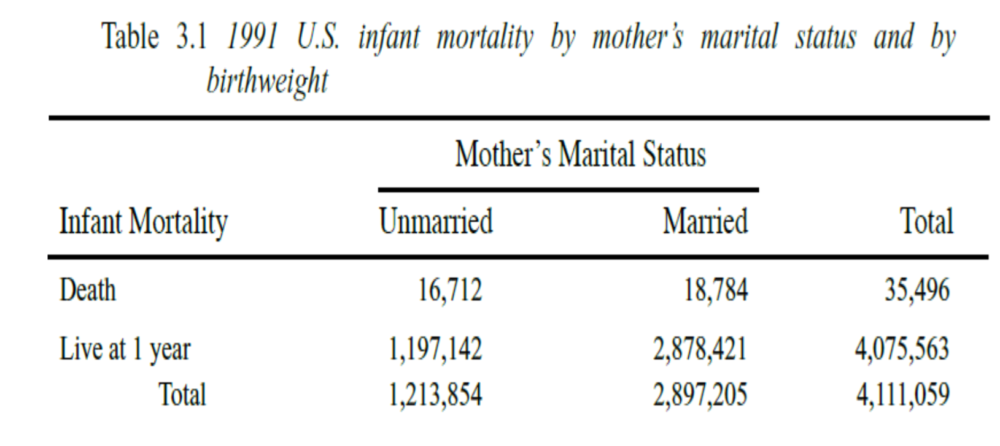 Table 3.1 1991 U.S. infant mortality by mother's marital status and by
birthweight
Mother's Marital Status
Infant Mortality Unmarried Married Total
Death 16,712 18,784 35,496
Live at 1 year 1,197,142 2,878,421 4,075,563
Total 1,213,854 2,897,205 4,111,059